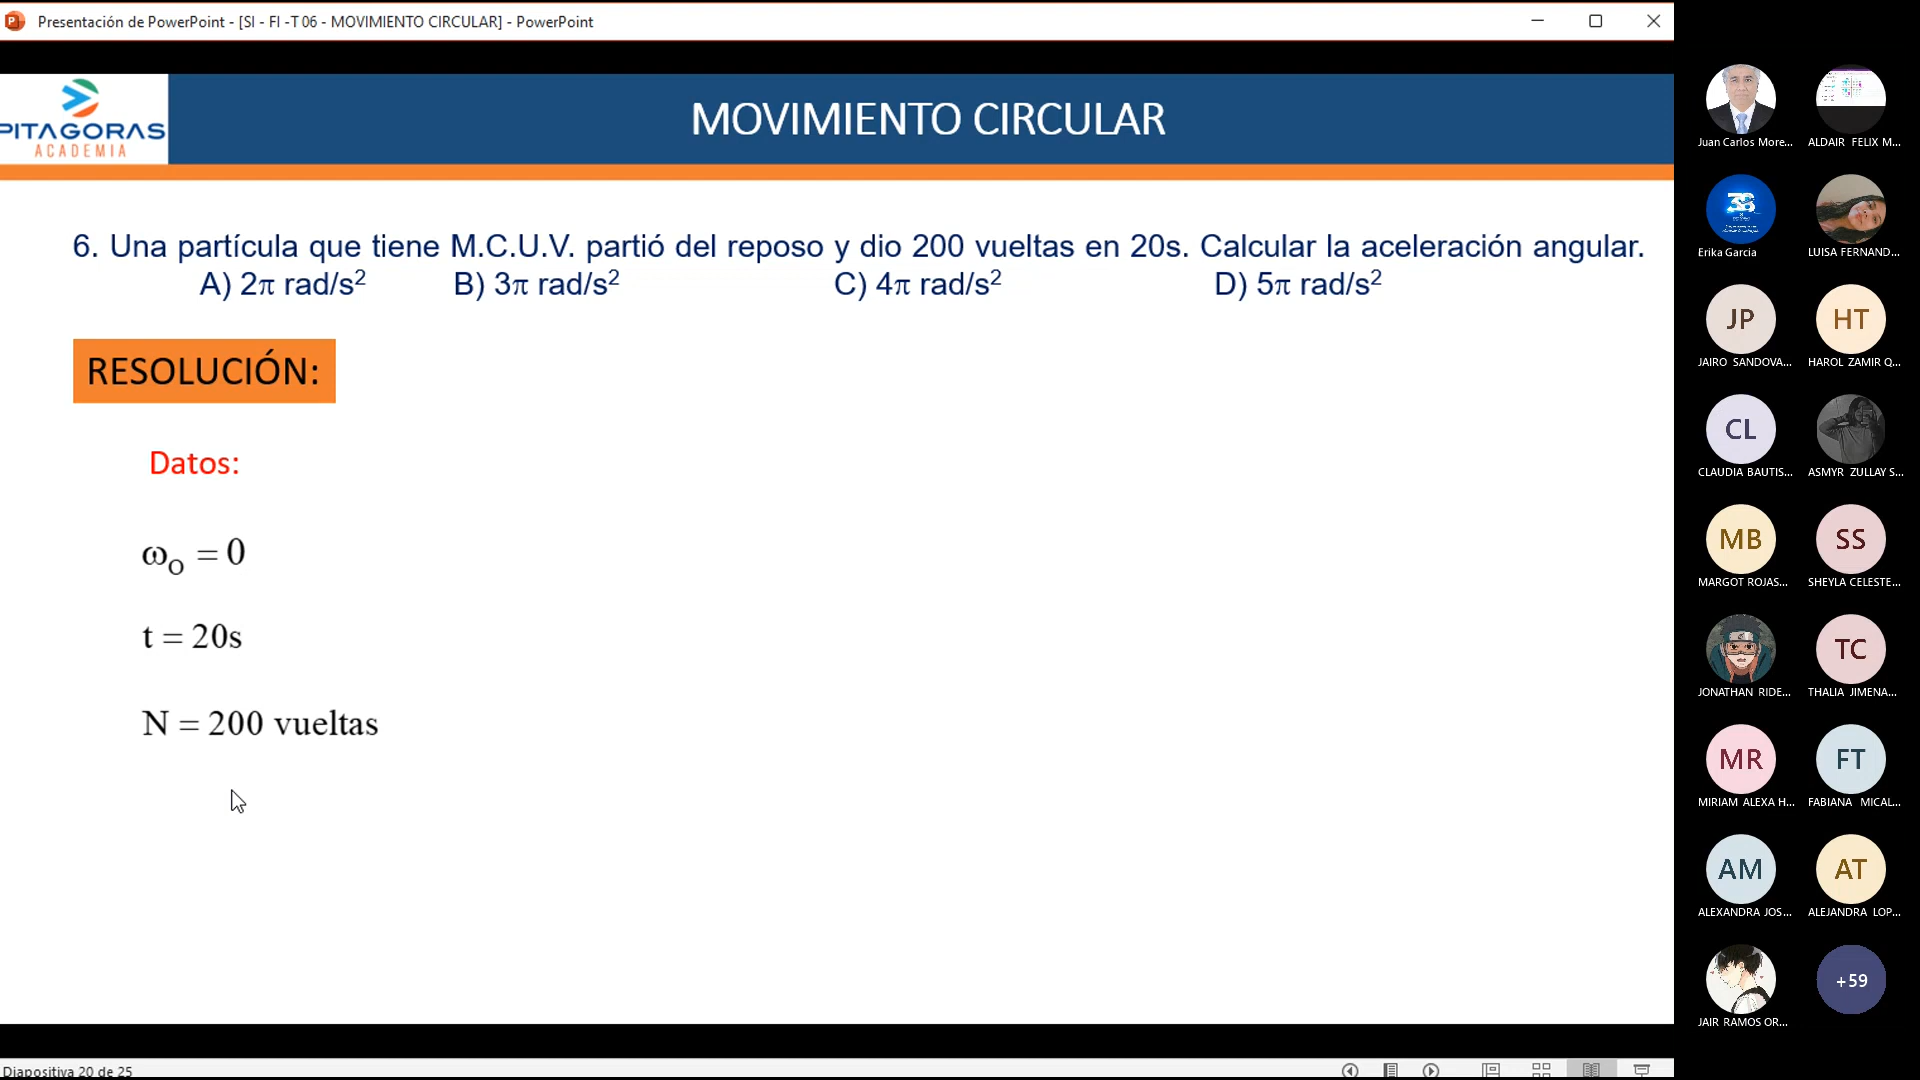 Presentación de PowerPoint - [SI - FI -T 06 - MOVIMIENTO CIRCULAR] - PowerPoint
PITAGORAS
ACADEMIA
MOVIMIENTO CIRCULAR
6. Una partícula que tiene M.C.U.V. partió del reposo y dio 200 vueltas en 20s. Calcular la aceleración angular.
A) 2π rad/s² B) 3π rad/s² C) 4π rad/s² D) 5π rad/s²
RESOLUCIÓN:
Datos:
ω₀ = 0
t = 20s
N = 200 vueltas
Diapositiva 20 de 25
Juan Carlos More... ALDAIR FELIX M...
38
Erika Garcia LUISA FERNAND...
JP HT
JAIRO SANDOVA... HAROL ZAMIR Q...
CL
CLAUDIA BAUTIS... ASMYR ZULLAY S...
MB SS
MARGOT ROJAS... SHEYLA CELESTE...
TC
JONATHAN RIDE... THALIA JIMENA...
MR FT
MIRIAM ALEXA H... FABIANA MICAL...
AM AT
ALEXANDRA JOS... ALEJANDRA LOP...
+59
JAIR RAMOS OR...